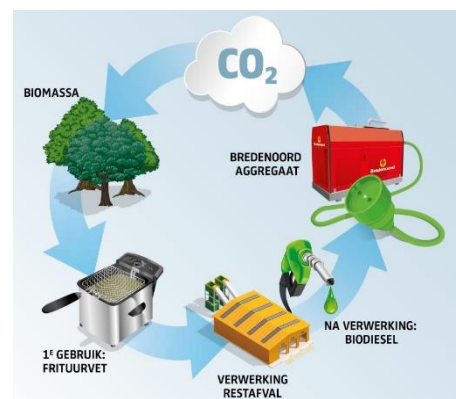 CO2
BIOMASSA
BREDENOORD
AGGREGAAT
1E GEBRUIK:
FRITUURVET
VERWERKING
RESTAFVAL
NA VERWERKING:
BIODIESEL